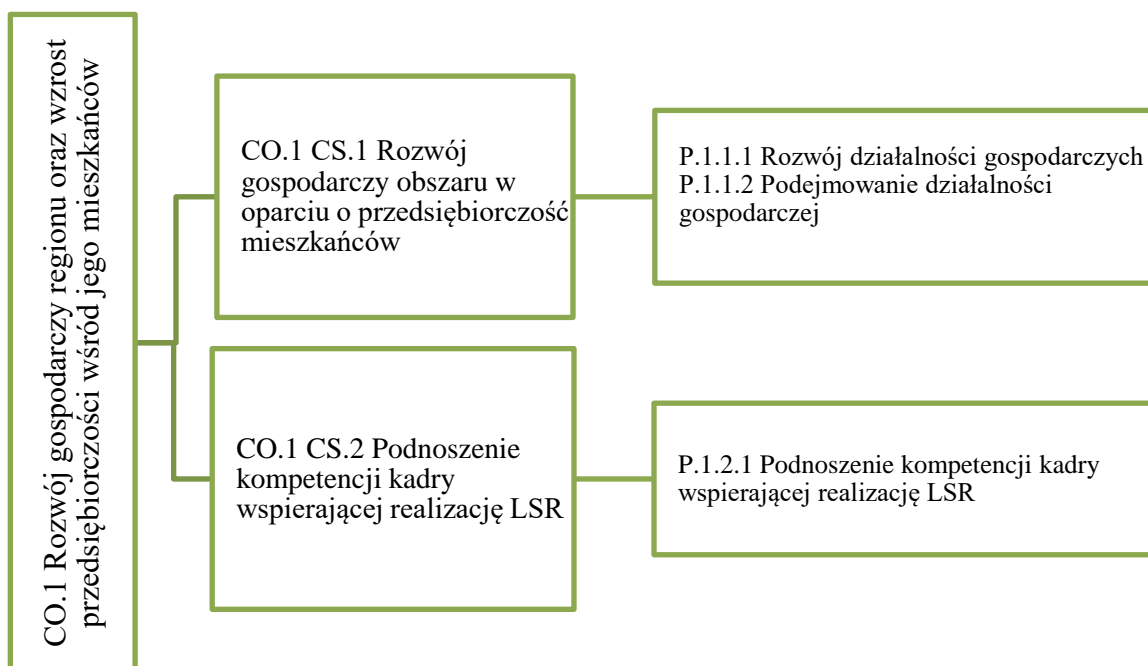 CO.1 Rozwój gospodarczy regionu oraz wzrost
przedsiębiorczości wśród jego mieszkańców
CO.1 CS.1 Rozwój
gospodarczy obszaru w
oparciu o przedsiębiorczość
mieszkańców
P.1.1.1 Rozwój działalności gospodarczych
P.1.1.2 Podejmowanie działalności
gospodarczej
CO.1 CS.2 Podnoszenie
kompetencji kadry
wspierającej realizację LSR
P.1.2.1 Podnoszenie kompetencji kadry
wspierającej realizację LSR